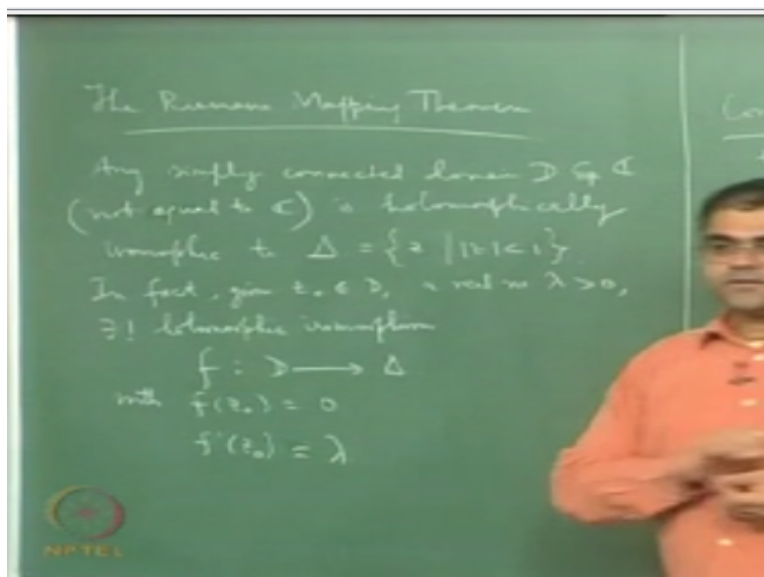 The Riemann Mapping Theorem
Any simply connected domain D ⊊ ℂ
(not equal to ℂ) is holomorphically
isomorphic to Δ = {z | |z| < 1}.
In fact, given z₀ ∈ D, a real no λ > 0,
∃! holomorphic isomorphism
f : D ⟶ Δ
with f(z₀) = 0
f'(z₀) = λ
Con
NPTEL